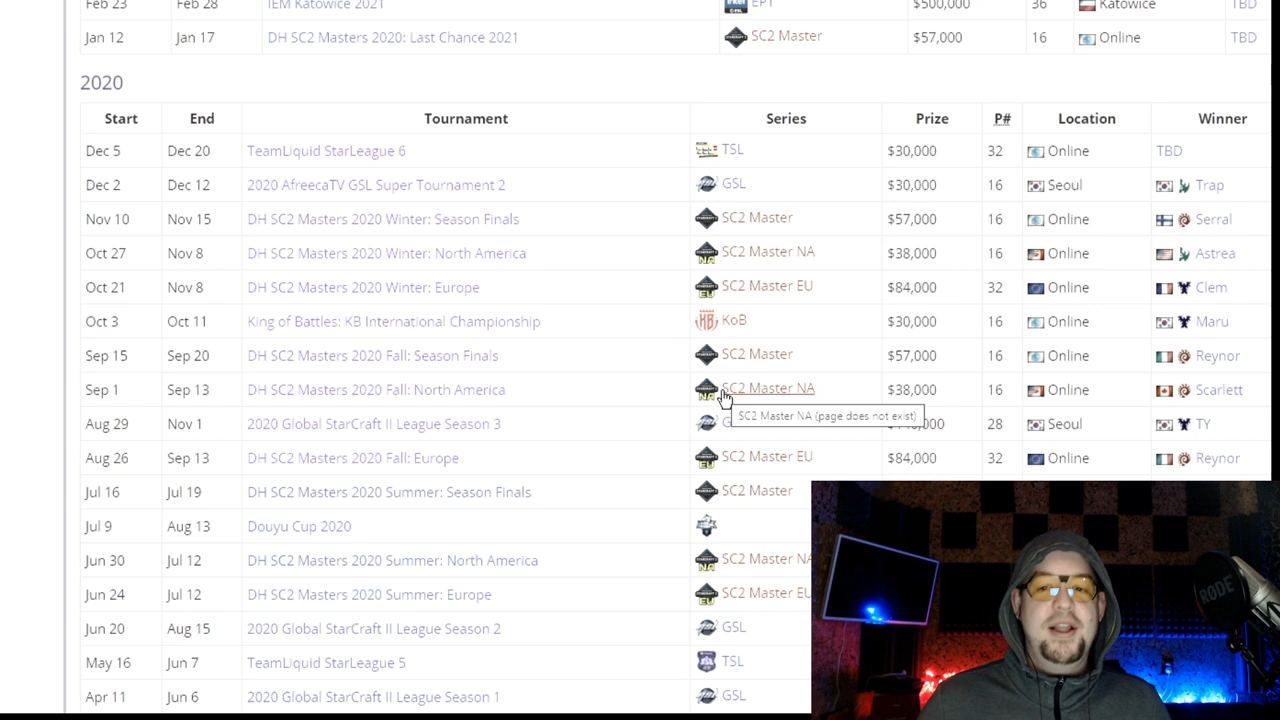 Feb 23 Feb 28 IEM Katowice 2021 EPT $500,000 36 Katowice TBD
Jan 12 Jan 17 DH SC2 Masters 2020: Last Chance 2021 SC2 Master $57,000 16 Online TBD
2020
Start End Tournament Series Prize P# Location Winner
Dec 5 Dec 20 TeamLiquid StarLeague 6 TSL $30,000 32 Online TBD
Dec 2 Dec 12 2020 AfreecaTV GSL Super Tournament 2 GSL $30,000 16 Seoul Trap
Nov 10 Nov 15 DH SC2 Masters 2020 Winter: Season Finals SC2 Master $57,000 16 Online Serral
Oct 27 Nov 8 DH SC2 Masters 2020 Winter: North America NA SC2 Master NA $38,000 16 Online Astrea
Oct 21 Nov 8 DH SC2 Masters 2020 Winter: Europe EU SC2 Master EU $84,000 32 Online Clem
Oct 3 Oct 11 King of Battles: KB International Championship KB KoB $30,000 16 Online Maru
Sep 15 Sep 20 DH SC2 Masters 2020 Fall: Season Finals SC2 Master $57,000 16 Online Reynor
Sep 1 Sep 13 DH SC2 Masters 2020 Fall: North America NA SC2 Master NA $38,000 16 Online Scarlett
SC2 Master NA (page does not exist)
Aug 29 Nov 1 2020 Global StarCraft II League Season 3 28 Seoul TY
Aug 26 Sep 13 DH SC2 Masters 2020 Fall: Europe EU SC2 Master EU $84,000 32 Online Reynor
Jul 16 Jul 19 DH SC2 Masters 2020 Summer: Season Finals SC2 Master
Jul 9 Aug 13 Douyu Cup 2020
Jun 30 Jul 12 DH SC2 Masters 2020 Summer: North America NA SC2 Master NA
Jun 24 Jul 12 DH SC2 Masters 2020 Summer: Europe EU SC2 Master EU
Jun 20 Aug 15 2020 Global StarCraft II League Season 2 GSL
May 16 Jun 7 TeamLiquid StarLeague 5 TSL
Apr 11 Jun 6 2020 Global StarCraft II League Season 1 GSL
RODE